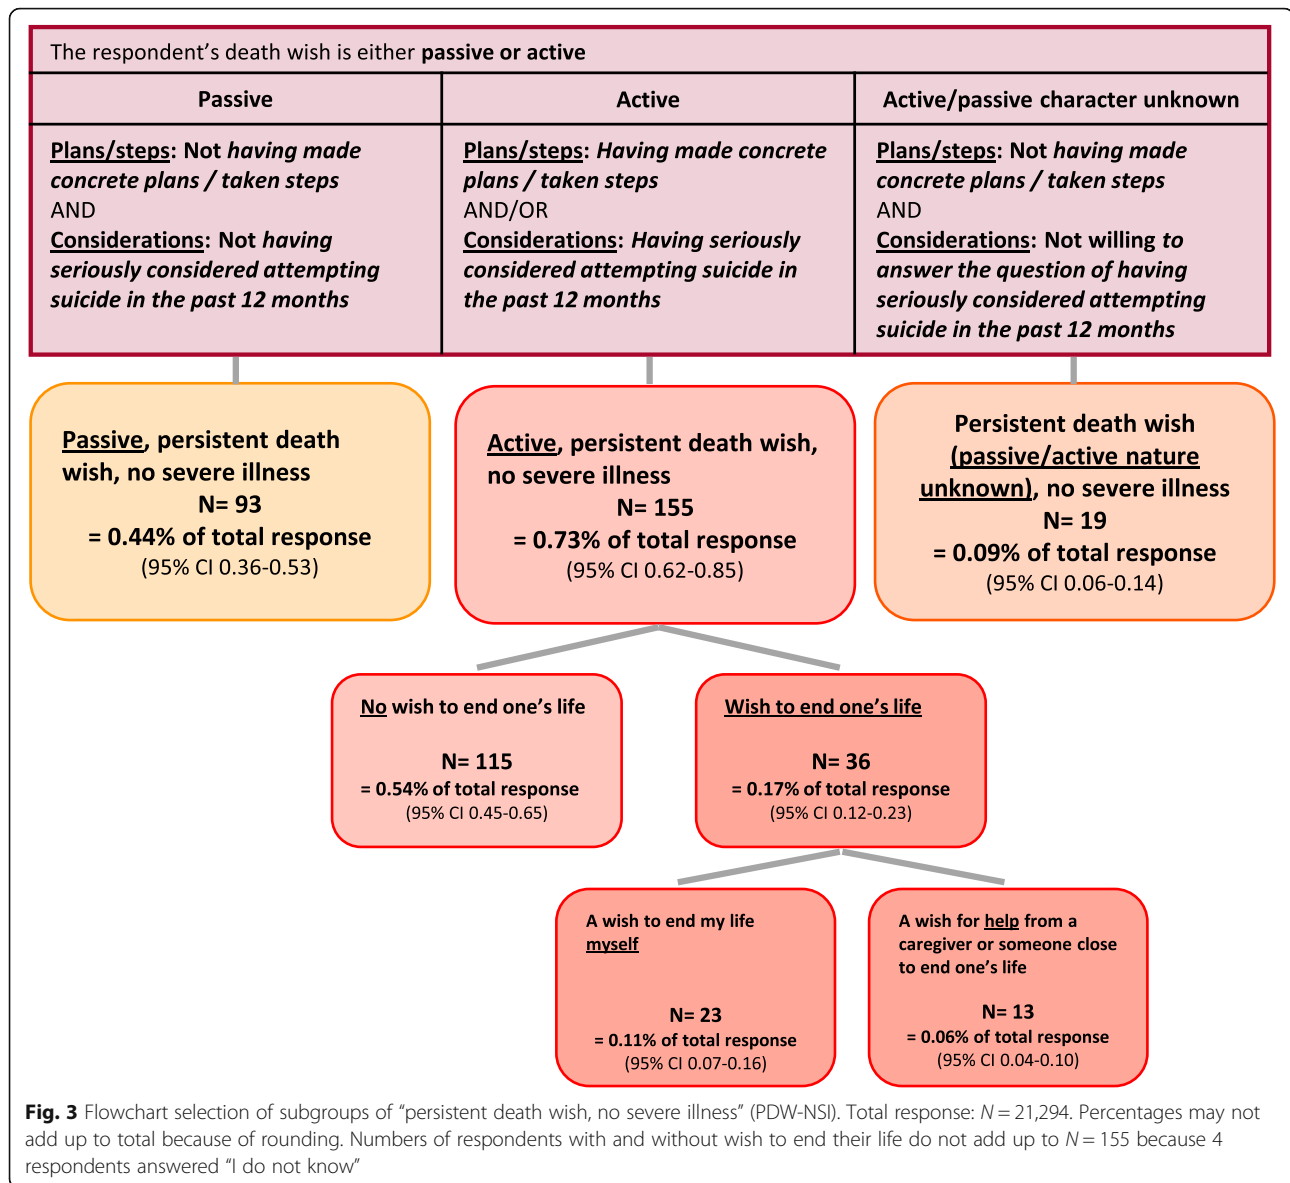 The respondent's death wish is either passive or active
Passive
Active
Active/passive character unknown
Plans/steps: Not having made
concrete plans / taken steps
AND
Considerations: Not having
seriously considered attempting
suicide in the past 12 months
Plans/steps: Having made concrete
plans / taken steps
AND/OR
Considerations: Having seriously
considered attempting suicide in
the past 12 months
Plans/steps: Not having made
concrete plans / taken steps
AND
Considerations: Not willing to
answer the question of having
seriously considered attempting
suicide in the past 12 months
Passive, persistent death
wish, no severe illness
N= 93
= 0.44% of total response
(95% CI 0.36-0.53)
Active, persistent death wish,
no severe illness
N= 155
= 0.73% of total response
(95% CI 0.62-0.85)
Persistent death wish
(passive/active nature
unknown), no severe illness
N= 19
= 0.09% of total response
(95% CI 0.06-0.14)
No wish to end one's life
N= 115
= 0.54% of total response
(95% CI 0.45-0.65)
Wish to end one's life
N= 36
= 0.17% of total response
(95% CI 0.12-0.23)
A wish to end my life
myself
N= 23
= 0.11% of total response
(95% CI 0.07-0.16)
A wish for help from a
caregiver or someone close
to end one's life
N= 13
= 0.06% of total response
(95% CI 0.04-0.10)
Fig. 3 Flowchart selection of subgroups of "persistent death wish, no severe illness" (PDW-NSI). Total response: N = 21,294. Percentages may not
add up to total because of rounding. Numbers of respondents with and without wish to end their life do not add up to N = 155 because 4
respondents answered "I do not know"